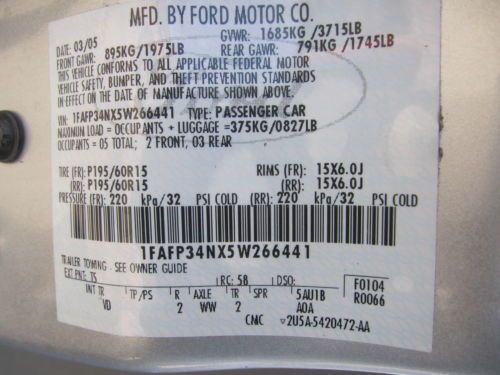 MFD. BY FORD MOTOR CO.
DATE: 03/05 GVWR: 1685KG /3715LB
FRONT GAWR: 895KG/1975LB REAR GAWR: 791KG /1745LB
THIS VEHICLE CONFORMS TO ALL APPLICABLE FEDERAL MOTOR
VEHICLE SAFETY, BUMPER, AND THEFT PREVENTION STANDARDS
IN EFFECT ON THE DATE OF MANUFACTURE SHOWN ABOVE.
VIN: 1FAFP34NX5W266441 TYPE: PASSENGER CAR
MAXIMUM LOAD = OCCUPANTS + LUGGAGE =375KG/0827LB
OCCUPANTS = 05 TOTAL; 2 FRONT, 03 REAR
TIRE (FR): P195/60R15 RIMS (FR): 15X6.0J
(RR): P195/60R15 (RR): 15X6.0J
PRESSURE (FR): 220 kPa/32 PSI COLD (RR): 220 kPa/32 PSI COLD
1FAFP34NX5W266441
TRAILER TOWING - SEE OWNER GUIDE
EXT PNT: TS RC: 58 DSO: F0104
INT TR TP/PS R AXLE TR SPR 5AU1B R0066
VD 2 WW 2 A0A
CMC ▽2U5A-5420472-AA